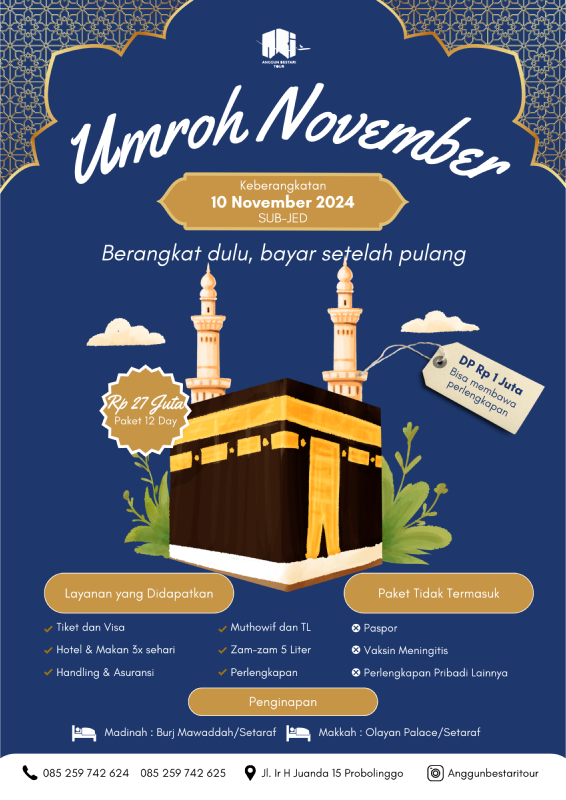 ANGGUN BESTARI
TOUR
Umroh November
Keberangkatan
10 November 2024
SUB-JED
Berangkat dulu, bayar setelah pulang
DP Rp 1 Juta
Bisa membawa
perlengkapan
Rp 27 Juta
Paket 12 Day
Layanan yang Didapatkan
Tiket dan Visa
Hotel & Makan 3x sehari
Handling & Asuransi
Muthowif dan TL
Zam-zam 5 Liter
Perlengkapan
Paket Tidak Termasuk
Paspor
Vaksin Meningitis
Perlengkapan Pribadi Lainnya
Penginapan
Madinah : Burj Mawaddah/Setaraf
Makkah : Olayan Palace/Setaraf
085 259 742 624 085 259 742 625
Jl. Ir H Juanda 15 Probolinggo
Anggunbestaritour